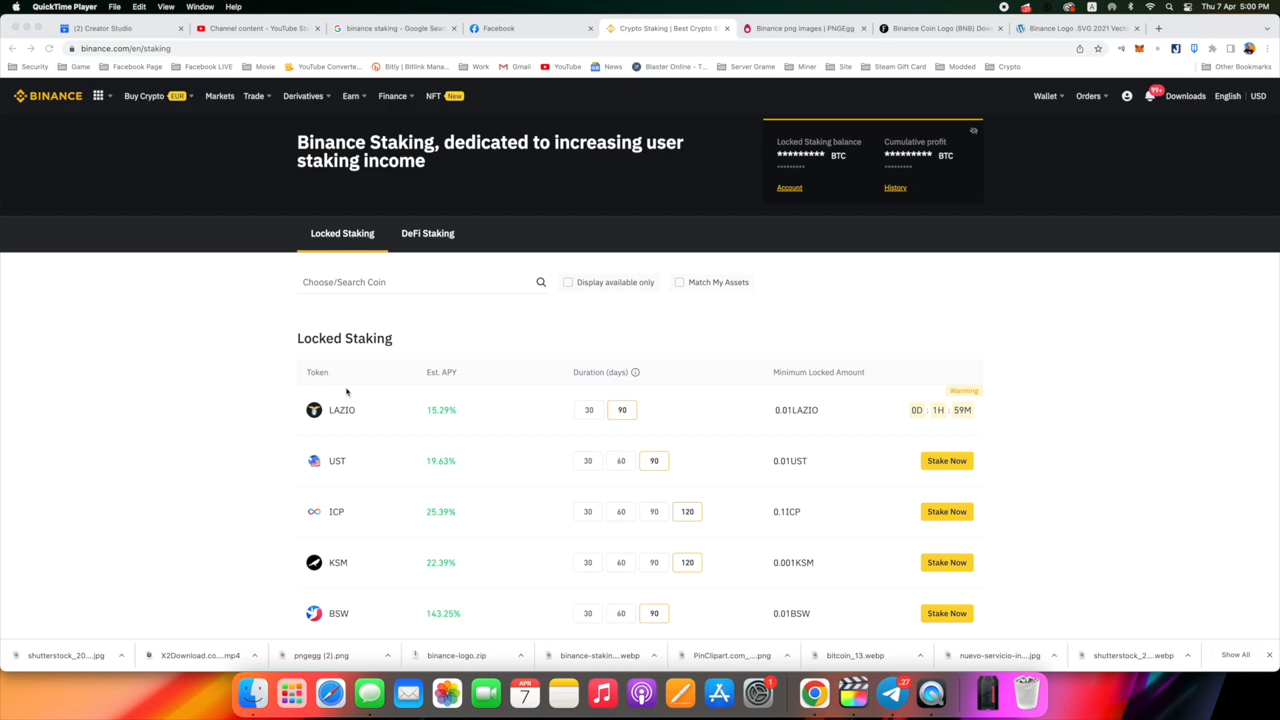 QuickTime Player File Edit View Window Help A Thu 7 Apr 5:00 PM
(2) Creator Studio Channel content - YouTube St binance staking - Google Sea Facebook Crypto Staking | Best Crypto S Binance png images | PNGEgg Binance Coin Logo (BNB) Dow Binance Logo .SVG 2021 Vect
binance.com/en/staking
Security Game Facebook Page Facebook LIVE Movie YouTube Converte... Bitly | Bitlink Mana... Work Gmail YouTube News Blaster Online - T... Server Grame Miner Site Steam Gift Card Modded Crypto Other Bookmarks
BINANCE Buy Crypto EUR Markets Trade Derivatives Earn Finance NFT New Wallet Orders 99+ Downloads English USD
Binance Staking, dedicated to increasing user
staking income
Locked Staking balance Cumulative profit
********* BTC ********* BTC
********* *********
Account History
Locked Staking DeFi Staking
Choose/Search Coin Display available only Match My Assets
Locked Staking
Token Est. APY Duration (days) Minimum Locked Amount
Warming
LAZIO 15.29% 30 90 0.01LAZIO 0D : 1H : 59M
UST 19.63% 30 60 90 0.01UST Stake Now
ICP 25.39% 30 60 90 120 0.1ICP Stake Now
KSM 22.39% 30 60 90 120 0.001KSM Stake Now
BSW 143.25% 30 60 90 0.01BSW Stake Now
shutterstock_20....jpg X2Download.co....mp4 pngegg (2).png binance-logo.zip binance-stakin....webp PinClipart.com_....png bitcoin_13.webp nuevo-servicio-in....jpg shutterstock_2....webp Show All
APR
7
1
27